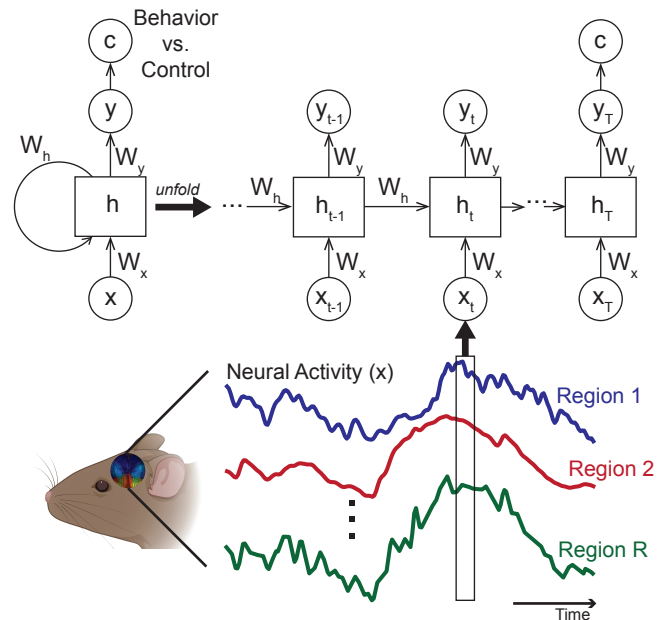 c
Behavior
vs.
Control
c
y
y_{t-1}
y_t
y_T
W_h
W_y
W_y
W_y
W_y
h
unfold
...
W_h
h_{t-1}
W_h
h_t
...
h_T
W_x
W_x
W_x
W_x
x
x_{t-1}
x_t
x_T
Neural Activity (x)
Region 1
Region 2
Region R
Time